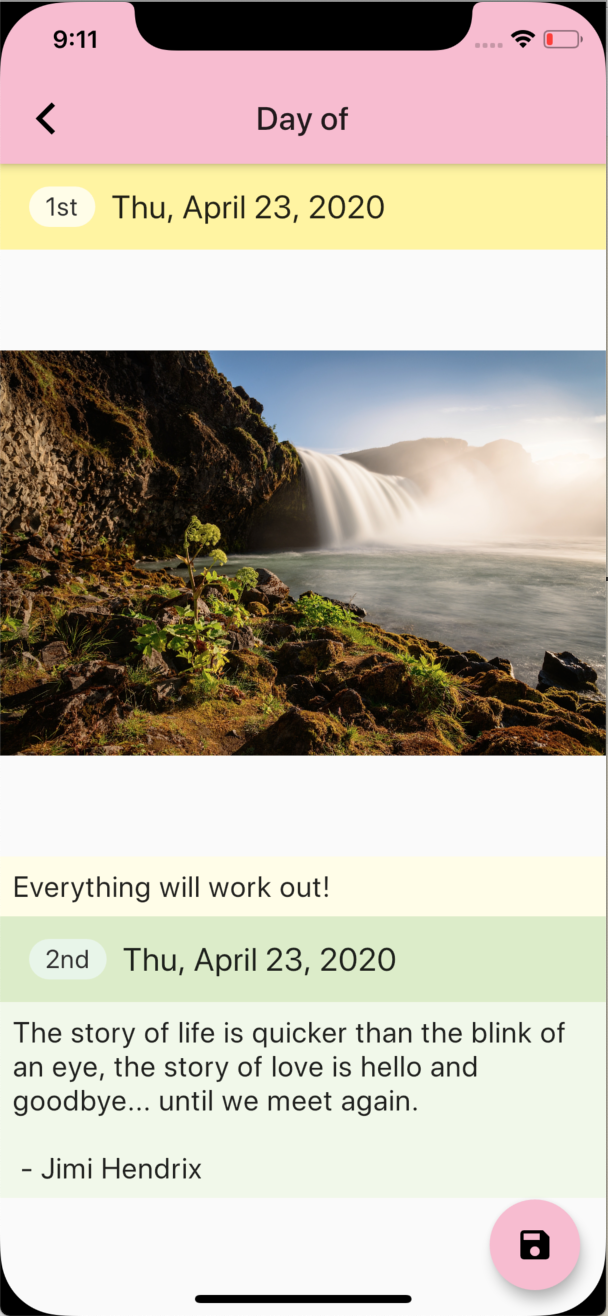 9:11
Day of
1st Thu, April 23, 2020
Everything will work out!
2nd Thu, April 23, 2020
The story of life is quicker than the blink of
an eye, the story of love is hello and
goodbye... until we meet again.
- Jimi Hendrix